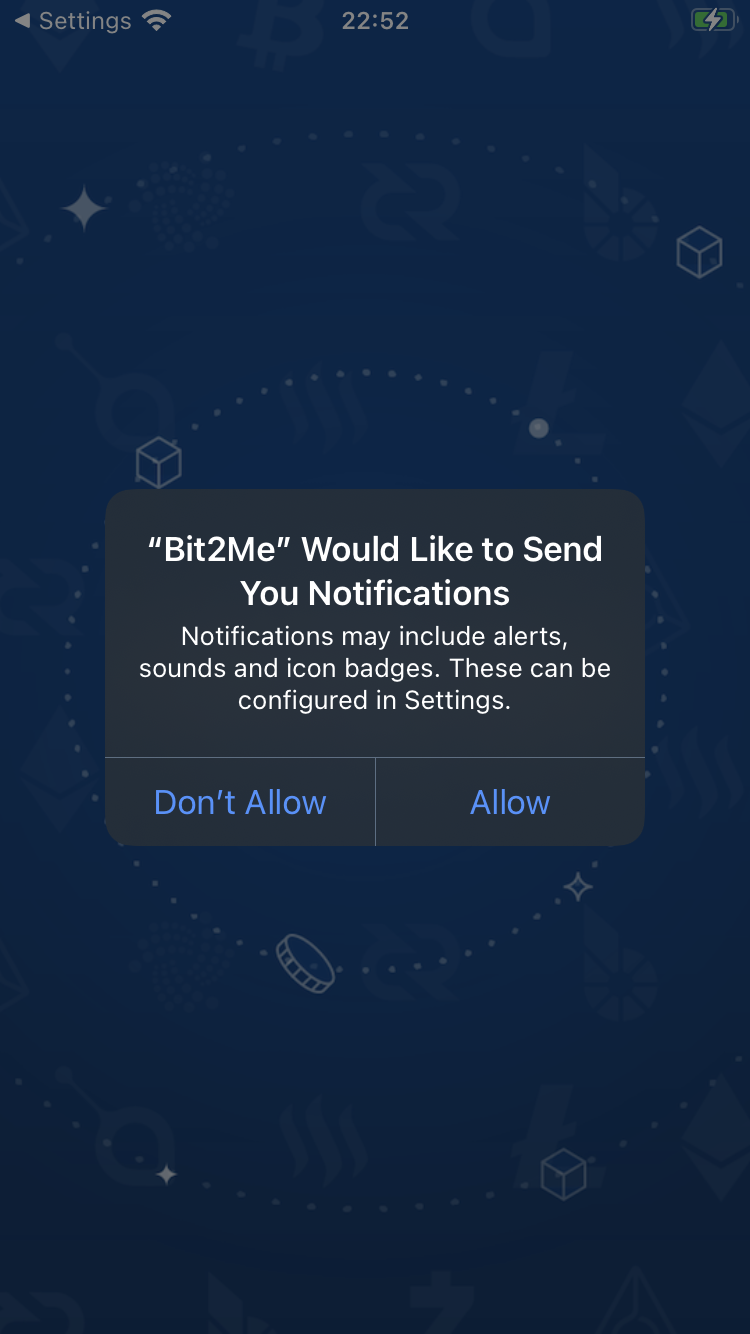 ◀ Settings 22:52
“Bit2Me” Would Like to Send
You Notifications
Notifications may include alerts,
sounds and icon badges. These can be
configured in Settings.
Don’t Allow Allow